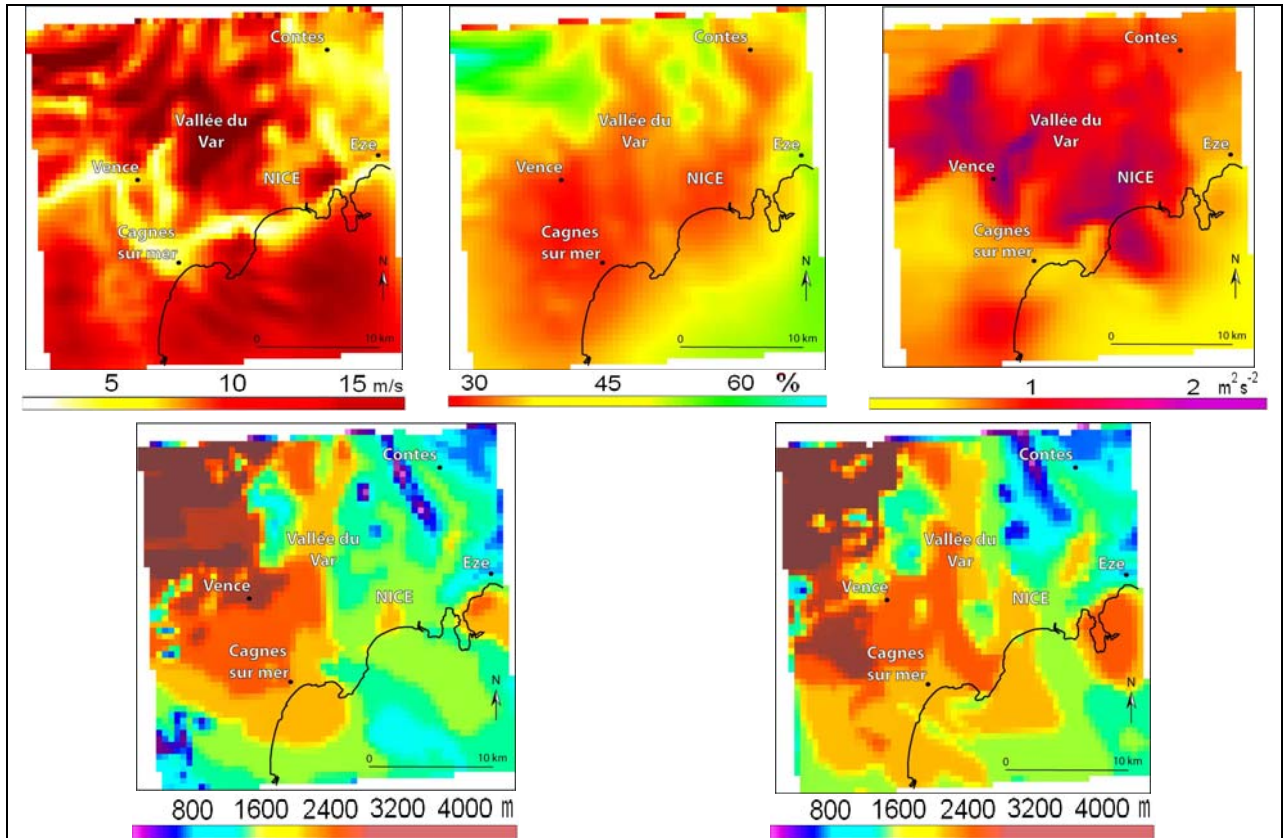 Contes
Vallée du
Var
Vence
Eze
NICE
Cagnes
sur mer
N
0 10 km
5 10 15 m/s
Contes
Vallée du
Var
Vence
Eze
NICE
Cagnes
sur mer
N
0 10 km
30 45 60 %
Contes
Vallée du
Var
Vence
Eze
NICE
Cagnes
sur mer
N
0 10 km
1 2 m² s⁻²
Contes
Vallée du
Var
Vence
Eze
NICE
Cagnes
sur mer
N
0 10 km
800 1600 2400 3200 4000 m
Contes
Vallée du
Var
Vence
Eze
NICE
Cagnes
sur mer
N
0 10 km
800 1600 2400 3200 4000 m